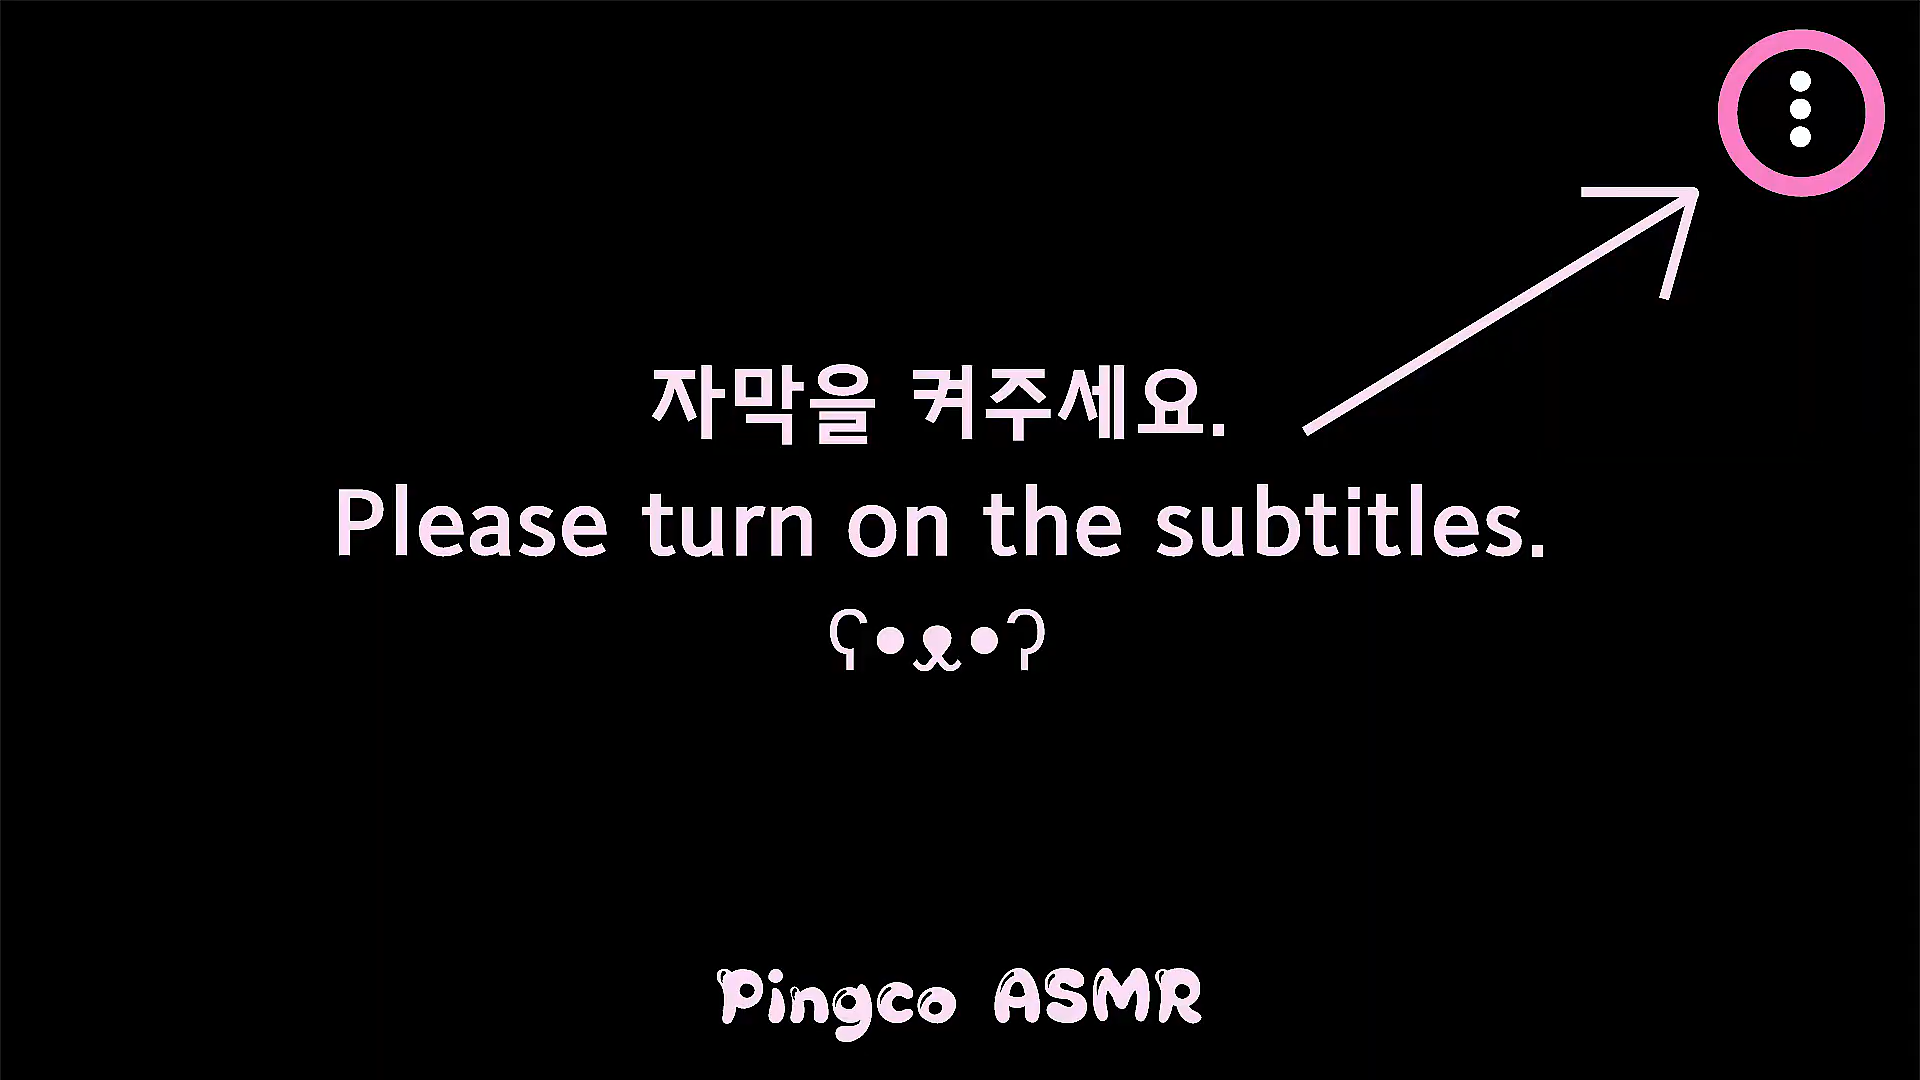 자막을 켜주세요.
Please turn on the subtitles.
ʕ•ᴥ•ʔ
Pingco ASMR